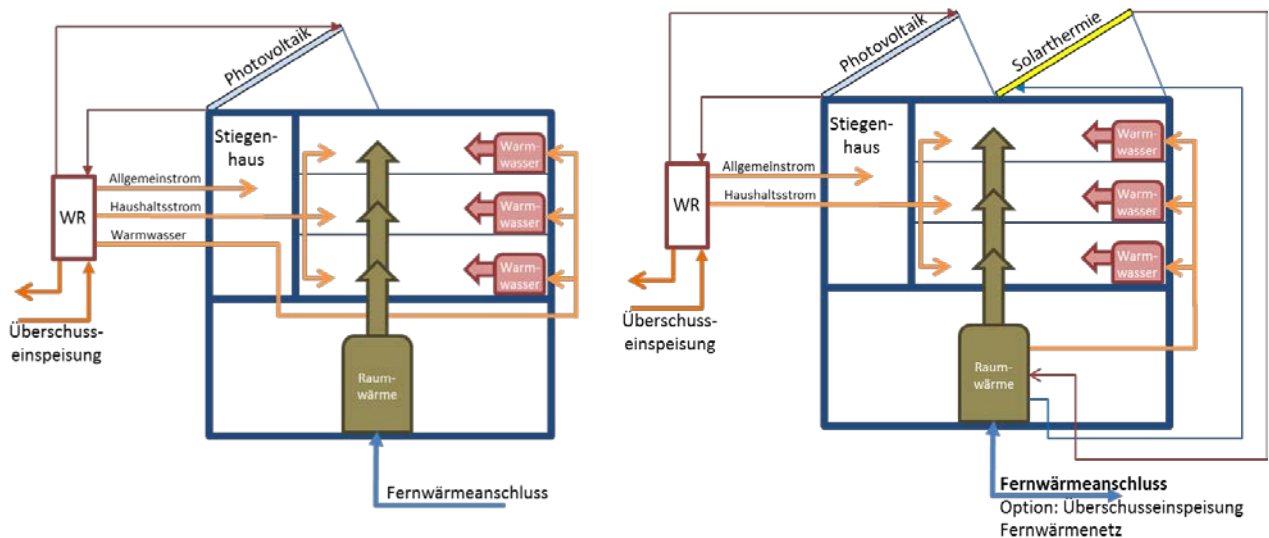 Photovoltaik
Stiegen-
haus
Warm-
wasser
Allgemeinstrom
WR
Haushaltsstrom
Warm-
wasser
Warmwasser
Warm-
wasser
Überschuss-
einspeisung
Raum-
wärme
Fernwärmeanschluss
Photovoltaik
Solarthermie
Stiegen-
haus
Warm-
wasser
Allgemeinstrom
WR
Haushaltsstrom
Warm-
wasser
Warm-
wasser
Überschuss-
einspeisung
Raum-
wärme
Fernwärmeanschluss
Option: Überschusseinspeisung
Fernwärmenetz